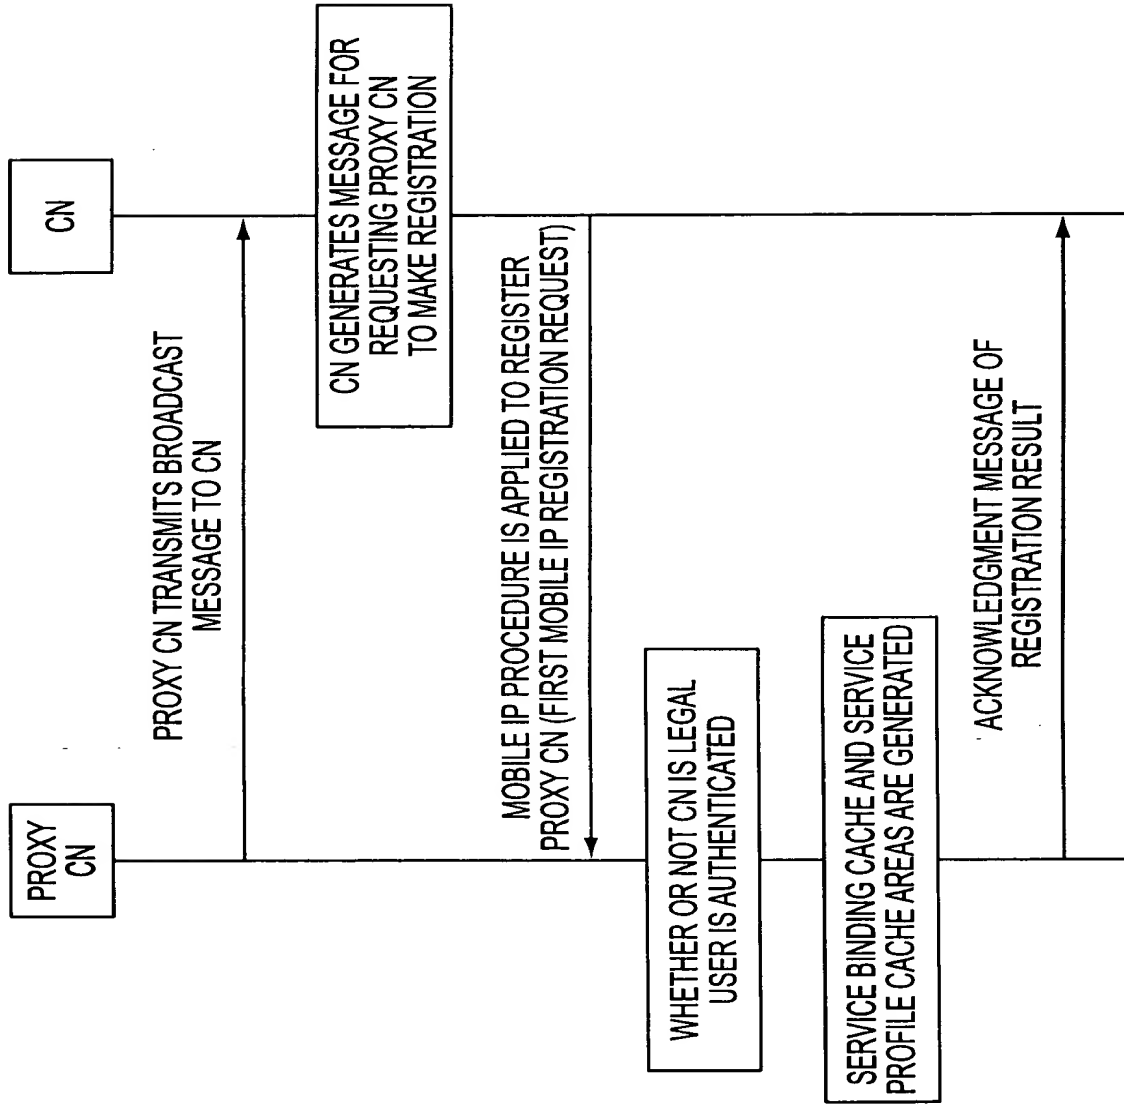 PROXY
CN
CN
PROXY CN TRANSMITS BROADCAST
MESSAGE TO CN
CN GENERATES MESSAGE FOR
REQUESTING PROXY CN
TO MAKE REGISTRATION
MOBILE IP PROCEDURE IS APPLIED TO REGISTER
PROXY CN (FIRST MOBILE IP REGISTRATION REQUEST)
WHETHER OR NOT CN IS LEGAL
USER IS AUTHENTICATED
SERVICE BINDING CACHE AND SERVICE
PROFILE CACHE AREAS ARE GENERATED
ACKNOWLEDGMENT MESSAGE OF
REGISTRATION RESULT